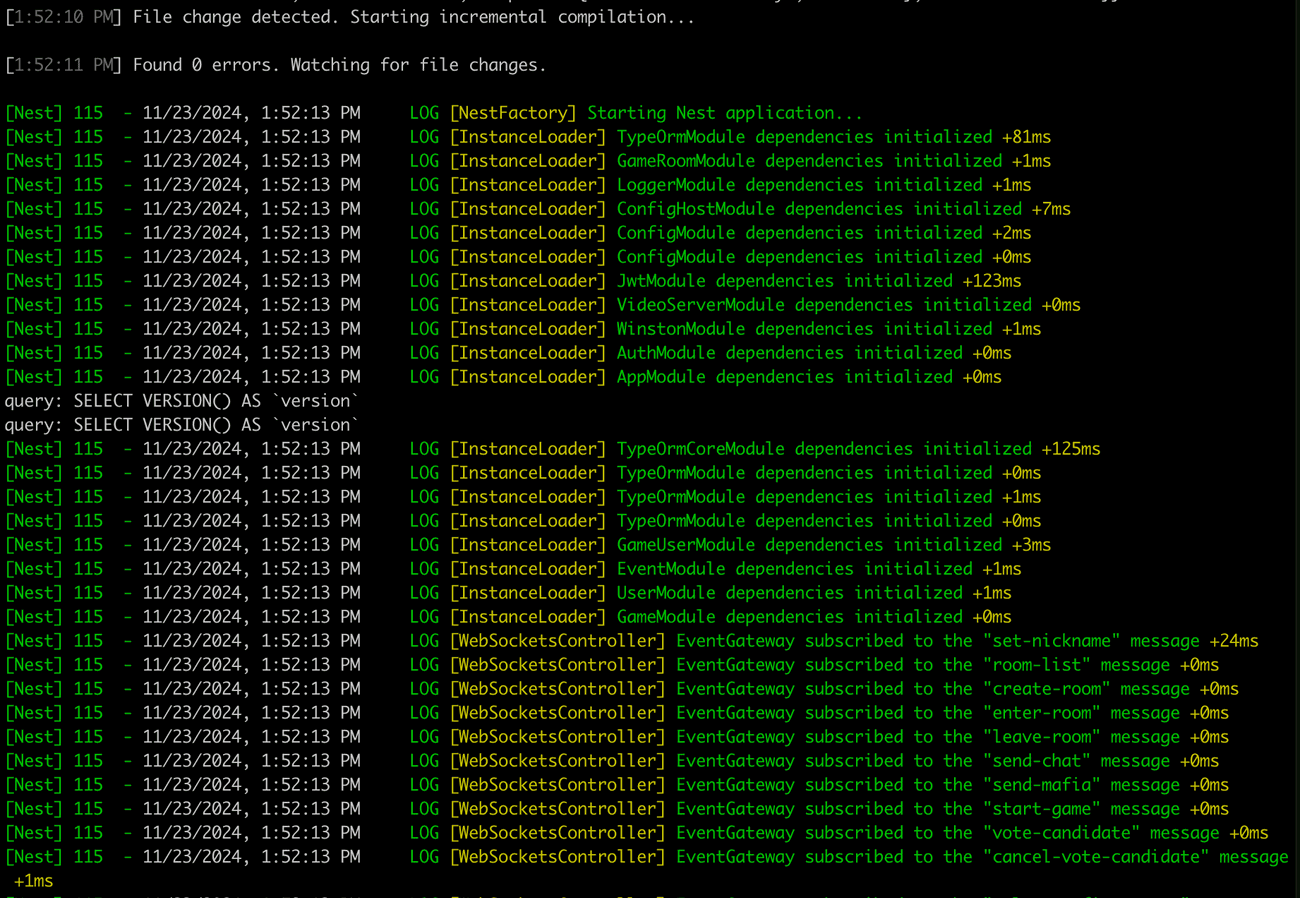 [1:52:10 PM] File change detected. Starting incremental compilation...
[1:52:11 PM] Found 0 errors. Watching for file changes.
[Nest] 115  - 11/23/2024, 1:52:13 PM     LOG [NestFactory] Starting Nest application...
[Nest] 115  - 11/23/2024, 1:52:13 PM     LOG [InstanceLoader] TypeOrmModule dependencies initialized +81ms
[Nest] 115  - 11/23/2024, 1:52:13 PM     LOG [InstanceLoader] GameRoomModule dependencies initialized +1ms
[Nest] 115  - 11/23/2024, 1:52:13 PM     LOG [InstanceLoader] LoggerModule dependencies initialized +1ms
[Nest] 115  - 11/23/2024, 1:52:13 PM     LOG [InstanceLoader] ConfigHostModule dependencies initialized +7ms
[Nest] 115  - 11/23/2024, 1:52:13 PM     LOG [InstanceLoader] ConfigModule dependencies initialized +2ms
[Nest] 115  - 11/23/2024, 1:52:13 PM     LOG [InstanceLoader] ConfigModule dependencies initialized +0ms
[Nest] 115  - 11/23/2024, 1:52:13 PM     LOG [InstanceLoader] JwtModule dependencies initialized +123ms
[Nest] 115  - 11/23/2024, 1:52:13 PM     LOG [InstanceLoader] VideoServerModule dependencies initialized +0ms
[Nest] 115  - 11/23/2024, 1:52:13 PM     LOG [InstanceLoader] WinstonModule dependencies initialized +1ms
[Nest] 115  - 11/23/2024, 1:52:13 PM     LOG [InstanceLoader] AuthModule dependencies initialized +0ms
[Nest] 115  - 11/23/2024, 1:52:13 PM     LOG [InstanceLoader] AppModule dependencies initialized +0ms
query: SELECT VERSION() AS `version`
query: SELECT VERSION() AS `version`
[Nest] 115  - 11/23/2024, 1:52:13 PM     LOG [InstanceLoader] TypeOrmCoreModule dependencies initialized +125ms
[Nest] 115  - 11/23/2024, 1:52:13 PM     LOG [InstanceLoader] TypeOrmModule dependencies initialized +0ms
[Nest] 115  - 11/23/2024, 1:52:13 PM     LOG [InstanceLoader] TypeOrmModule dependencies initialized +1ms
[Nest] 115  - 11/23/2024, 1:52:13 PM     LOG [InstanceLoader] TypeOrmModule dependencies initialized +0ms
[Nest] 115  - 11/23/2024, 1:52:13 PM     LOG [InstanceLoader] GameUserModule dependencies initialized +3ms
[Nest] 115  - 11/23/2024, 1:52:13 PM     LOG [InstanceLoader] EventModule dependencies initialized +1ms
[Nest] 115  - 11/23/2024, 1:52:13 PM     LOG [InstanceLoader] UserModule dependencies initialized +1ms
[Nest] 115  - 11/23/2024, 1:52:13 PM     LOG [InstanceLoader] GameModule dependencies initialized +0ms
[Nest] 115  - 11/23/2024, 1:52:13 PM     LOG [WebSocketsController] EventGateway subscribed to the "set-nickname" message +24ms
[Nest] 115  - 11/23/2024, 1:52:13 PM     LOG [WebSocketsController] EventGateway subscribed to the "room-list" message +0ms
[Nest] 115  - 11/23/2024, 1:52:13 PM     LOG [WebSocketsController] EventGateway subscribed to the "create-room" message +0ms
[Nest] 115  - 11/23/2024, 1:52:13 PM     LOG [WebSocketsController] EventGateway subscribed to the "enter-room" message +0ms
[Nest] 115  - 11/23/2024, 1:52:13 PM     LOG [WebSocketsController] EventGateway subscribed to the "leave-room" message +0ms
[Nest] 115  - 11/23/2024, 1:52:13 PM     LOG [WebSocketsController] EventGateway subscribed to the "send-chat" message +0ms
[Nest] 115  - 11/23/2024, 1:52:13 PM     LOG [WebSocketsController] EventGateway subscribed to the "send-mafia" message +0ms
[Nest] 115  - 11/23/2024, 1:52:13 PM     LOG [WebSocketsController] EventGateway subscribed to the "start-game" message +0ms
[Nest] 115  - 11/23/2024, 1:52:13 PM     LOG [WebSocketsController] EventGateway subscribed to the "vote-candidate" message +0ms
[Nest] 115  - 11/23/2024, 1:52:13 PM     LOG [WebSocketsController] EventGateway subscribed to the "cancel-vote-candidate" message
+1ms